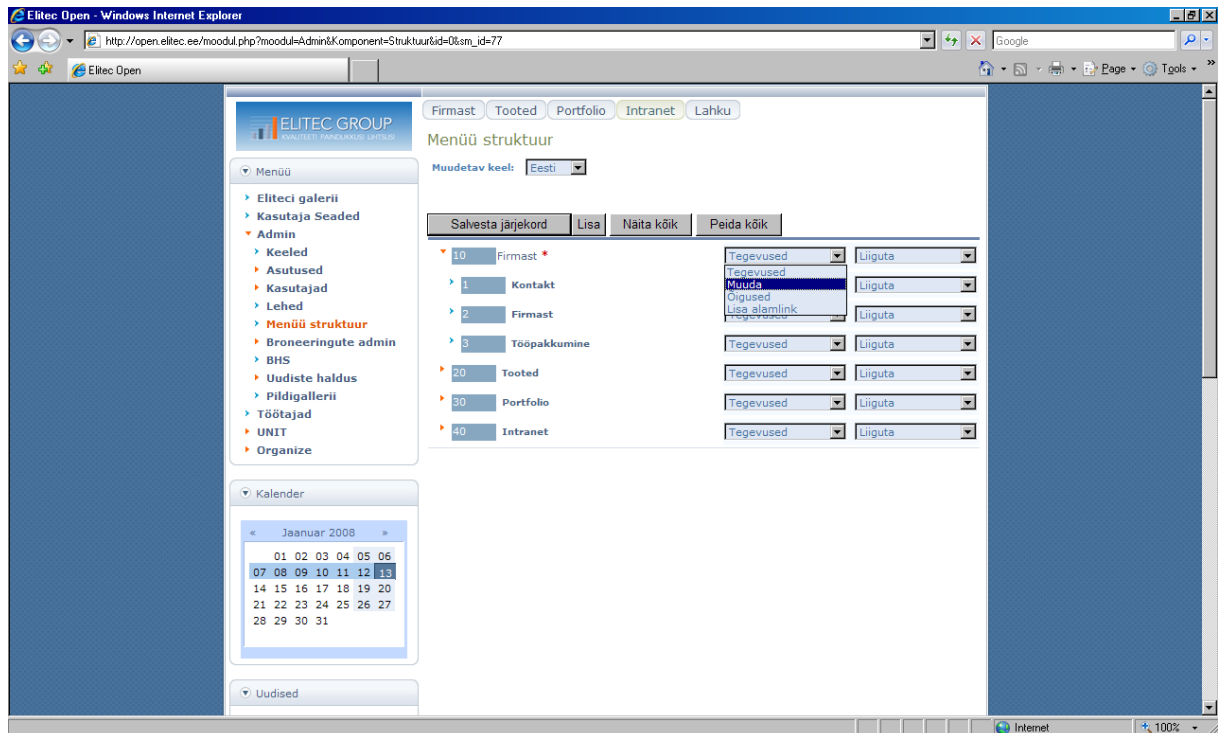 Elitec Open - Windows Internet Explorer
http://open.elitec.ee/moodul.php?moodul=Admin&Komponent=Struktuur&id=0&sm_id=77
Google
Elitec Open
Page Tools »
ELITEC GROUP
KVALITEET PAINDLIKKUS LIHTSUS
Firmast Tooted Portfolio Intranet Lahku
Menüü struktuur
Muudetav keel: Eesti
Menüü
Eliteci galerii
Kasutaja Seaded
Admin
Keeled
Asutused
Kasutajad
Lehed
Menüü struktuur
Broneeringute admin
BHS
Uudiste haldus
Pildigallerii
Töötajad
UNIT
Organize
Salvesta järjekord Lisa Näita kõik Peida kõik
10 Firmast * Tegevused Liiguta
Tegevused
Muuda
Õigused
Lisa alamlink
1 Kontakt Liiguta
2 Firmast Tegevused Liiguta
3 Tööpakkumine Tegevused Liiguta
20 Tooted Tegevused Liiguta
30 Portfolio Tegevused Liiguta
40 Intranet Tegevused Liiguta
Kalender
« Jaanuar 2008 »
01 02 03 04 05 06
07 08 09 10 11 12 13
14 15 16 17 18 19 20
21 22 23 24 25 26 27
28 29 30 31
Uudised
Internet 100%